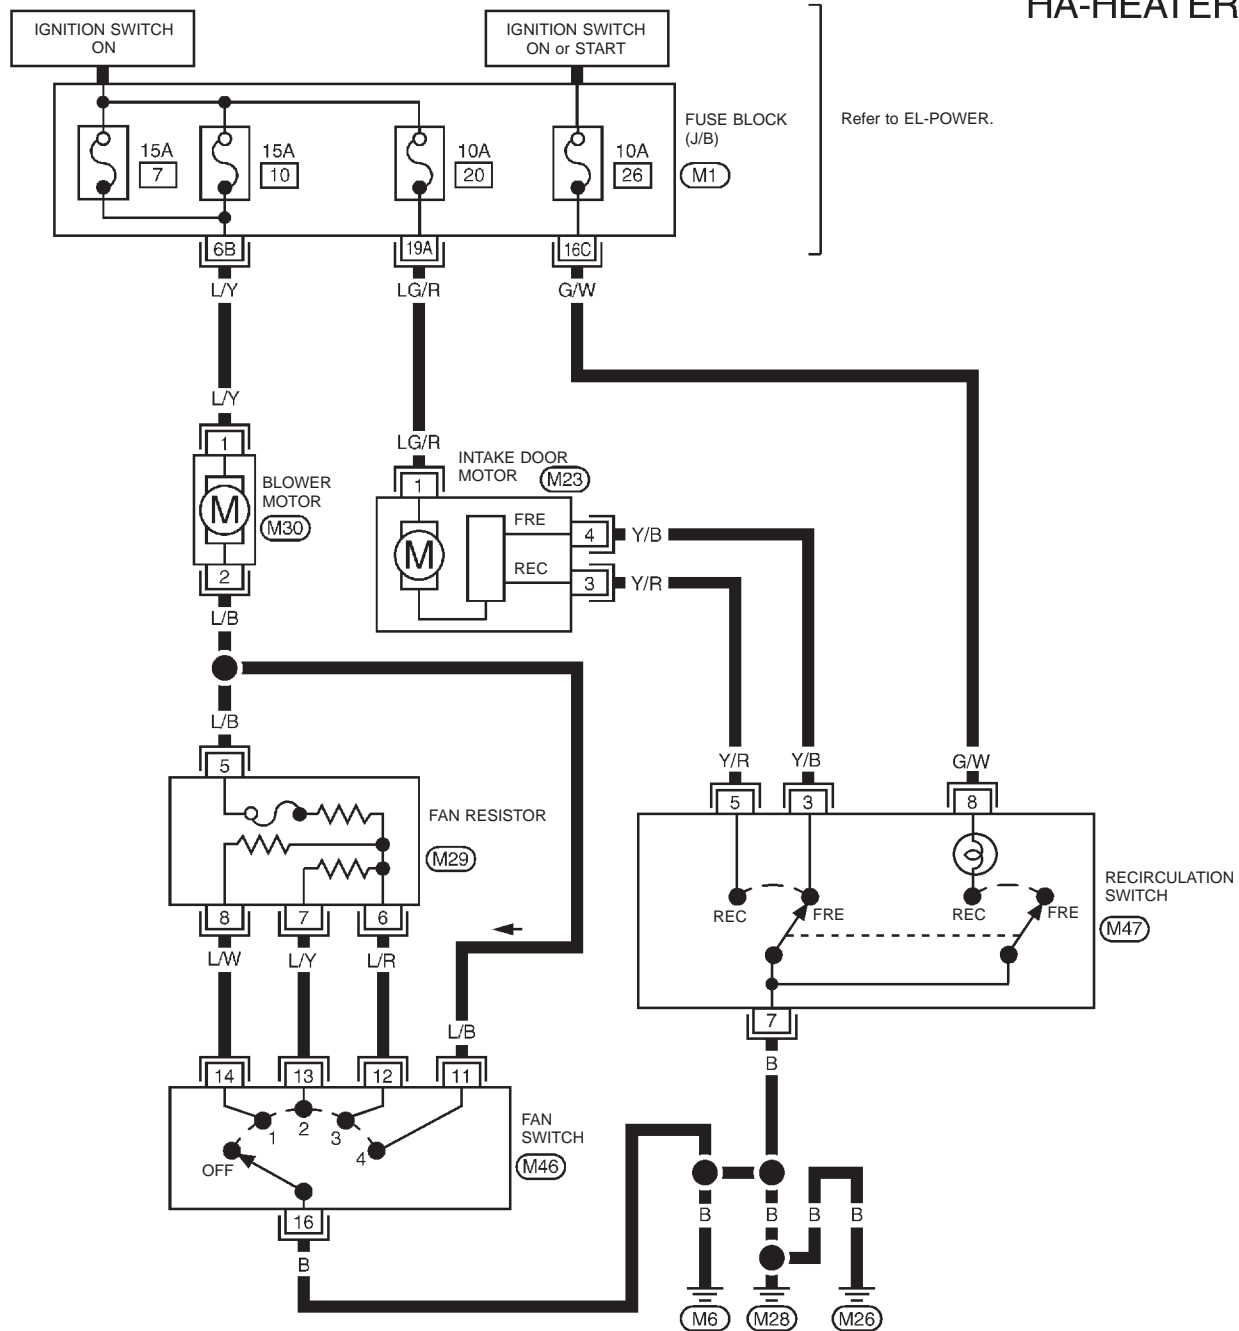 HA-HEATER
IGNITION SWITCH
ON
IGNITION SWITCH
ON or START
FUSE BLOCK
(J/B)
M1
Refer to EL-POWER.
15A
7
15A
10
10A
20
10A
26
6B
19A
16C
L/Y
LG/R
G/W
L/Y
LG/R
1
BLOWER
MOTOR
M30
M
2
L/B
INTAKE DOOR
MOTOR
M23
1
M
FRE
4
Y/B
REC
3
Y/R
L/B
5
FAN RESISTOR
M29
8
7
6
L/W
L/Y
L/R
L/B
14
13
12
11
1
2
3
4
OFF
FAN
SWITCH
M46
16
B
Y/R
Y/B
G/W
5
3
8
REC
FRE
REC
FRE
RECIRCULATION
SWITCH
M47
7
B
B
B
B
B
M6
M28
M26